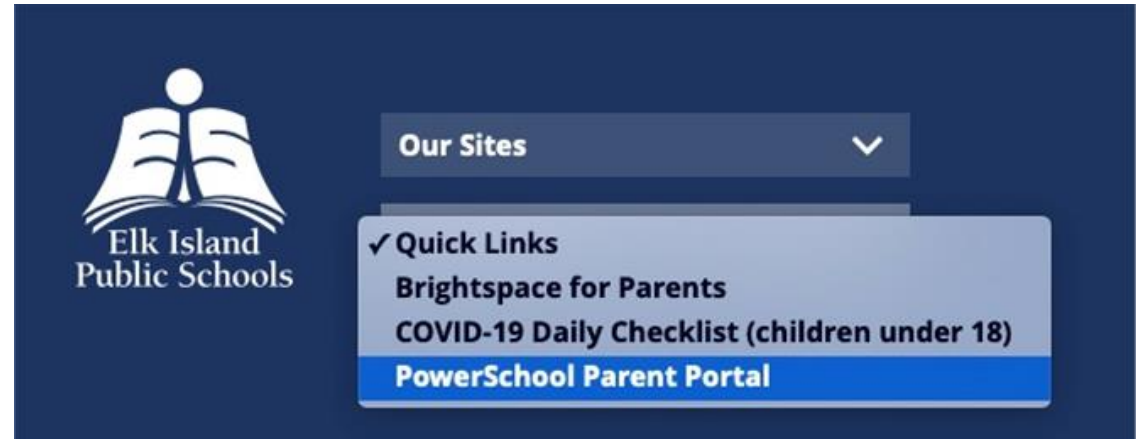 Elk Island
Public Schools
Our Sites
✓ Quick Links
Brightspace for Parents
COVID-19 Daily Checklist (children under 18)
PowerSchool Parent Portal